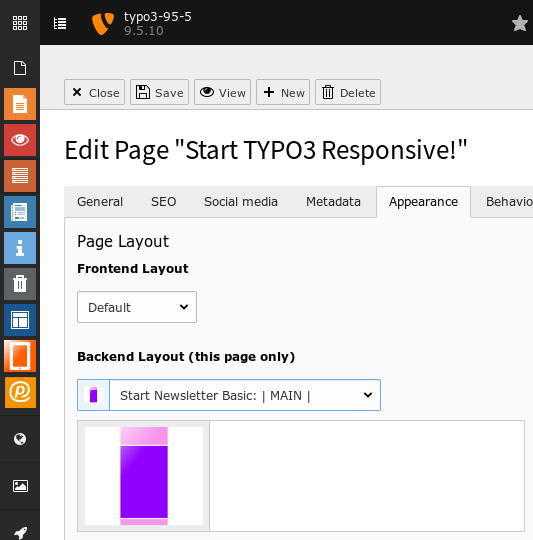 typo3-95-5
9.5.10
Close Save View New Delete
Edit Page "Start TYPO3 Responsive!"
General SEO Social media Metadata Appearance Behavio
Page Layout
Frontend Layout
Default
Backend Layout (this page only)
Start Newsletter Basic: | MAIN |